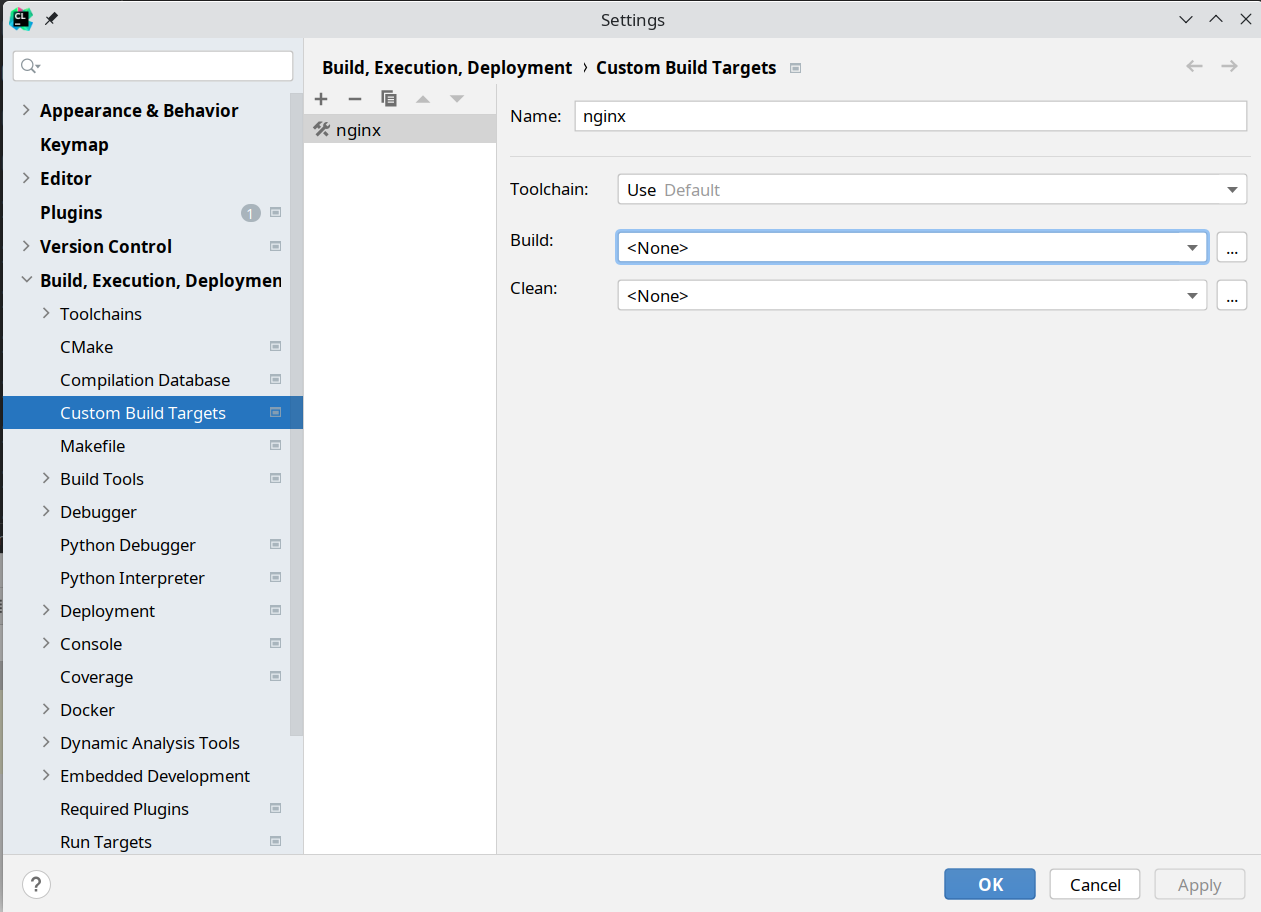 CL
Settings
Appearance & Behavior
Keymap
Editor
Plugins 1
Version Control
Build, Execution, Deploymen
Toolchains
CMake
Compilation Database
Custom Build Targets
Makefile
Build Tools
Debugger
Python Debugger
Python Interpreter
Deployment
Console
Coverage
Docker
Dynamic Analysis Tools
Embedded Development
Required Plugins
Run Targets
Build, Execution, Deployment › Custom Build Targets
nginx
Name: nginx
Toolchain: Use Default
Build: <None> ...
Clean: <None> ...
? OK Cancel Apply